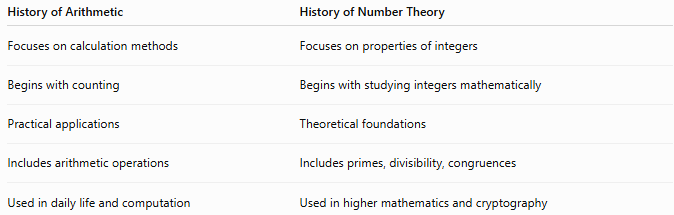 History of Arithmetic History of Number Theory
Focuses on calculation methods Focuses on properties of integers
Begins with counting Begins with studying integers mathematically
Practical applications Theoretical foundations
Includes arithmetic operations Includes primes, divisibility, congruences
Used in daily life and computation Used in higher mathematics and cryptography